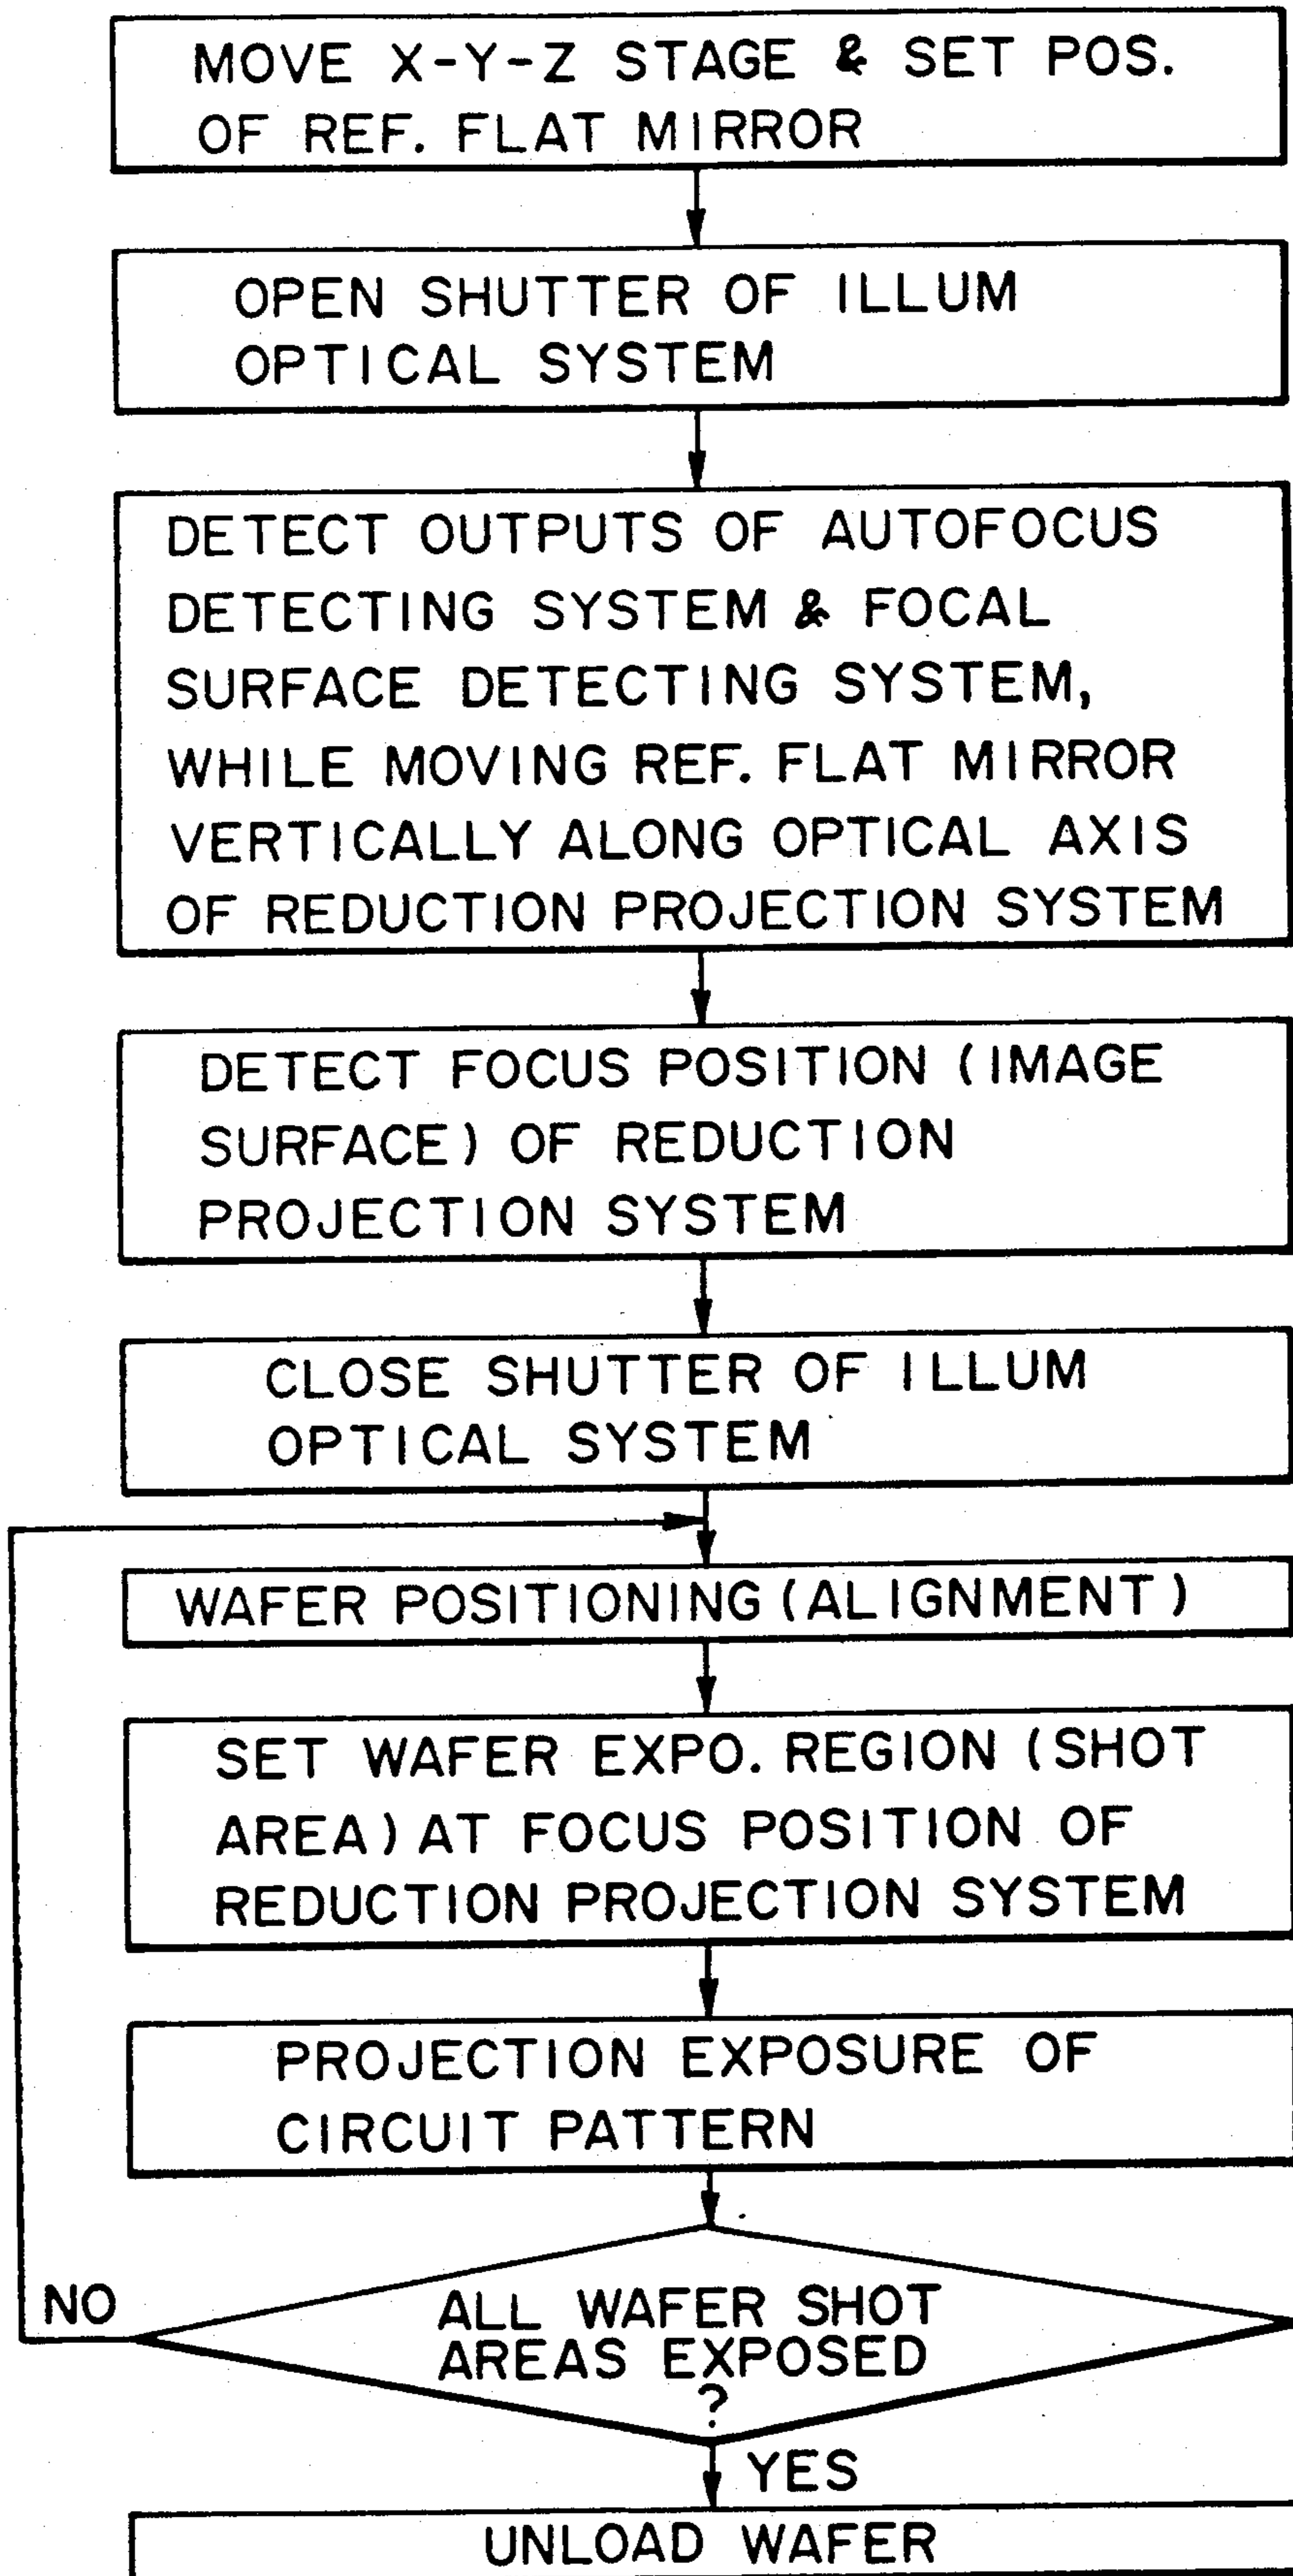 MOVE X-Y-Z STAGE & SET POS.
OF REF. FLAT MIRROR
OPEN SHUTTER OF ILLUM
OPTICAL SYSTEM
DETECT OUTPUTS OF AUTOFOCUS
DETECTING SYSTEM & FOCAL
SURFACE DETECTING SYSTEM,
WHILE MOVING REF. FLAT MIRROR
VERTICALLY ALONG OPTICAL AXIS
OF REDUCTION PROJECTION SYSTEM
DETECT FOCUS POSITION (IMAGE
SURFACE) OF REDUCTION
PROJECTION SYSTEM
CLOSE SHUTTER OF ILLUM
OPTICAL SYSTEM
WAFER POSITIONING (ALIGNMENT)
SET WAFER EXPO. REGION (SHOT
AREA) AT FOCUS POSITION OF
REDUCTION PROJECTION SYSTEM
PROJECTION EXPOSURE OF
CIRCUIT PATTERN
NO
ALL WAFER SHOT
AREAS EXPOSED
?
YES
UNLOAD WAFER